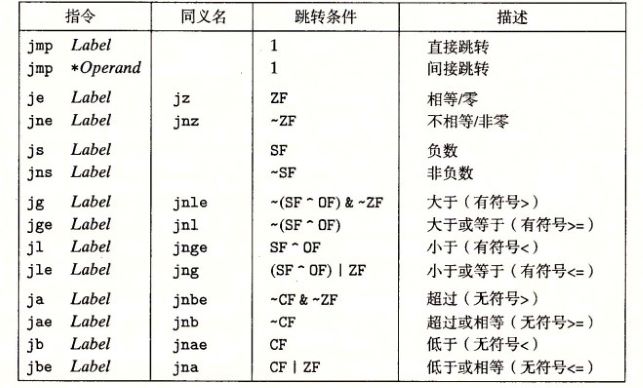 指令 同义名 跳转条件 描述
jmp Label 1 直接跳转
jmp *Operand 1 间接跳转
je Label jz ZF 相等/零
jne Label jnz ~ZF 不相等/非零
js Label SF 负数
jns Label ~SF 非负数
jg Label jnle ~(SF ^ OF) & ~ZF 大于（有符号>）
jge Label jnl ~(SF ^ OF) 大于或等于（有符号>=）
jl Label jnge SF ^ OF 小于（有符号<）
jle Label jng (SF ^ OF) | ZF 小于或等于（有符号<=）
ja Label jnbe ~CF & ~ZF 超过（无符号>）
jae Label jnb ~CF 超过或相等（无符号>=）
jb Label jnae CF 低于（无符号<）
jbe Label jna CF | ZF 低于或相等（无符号<=）